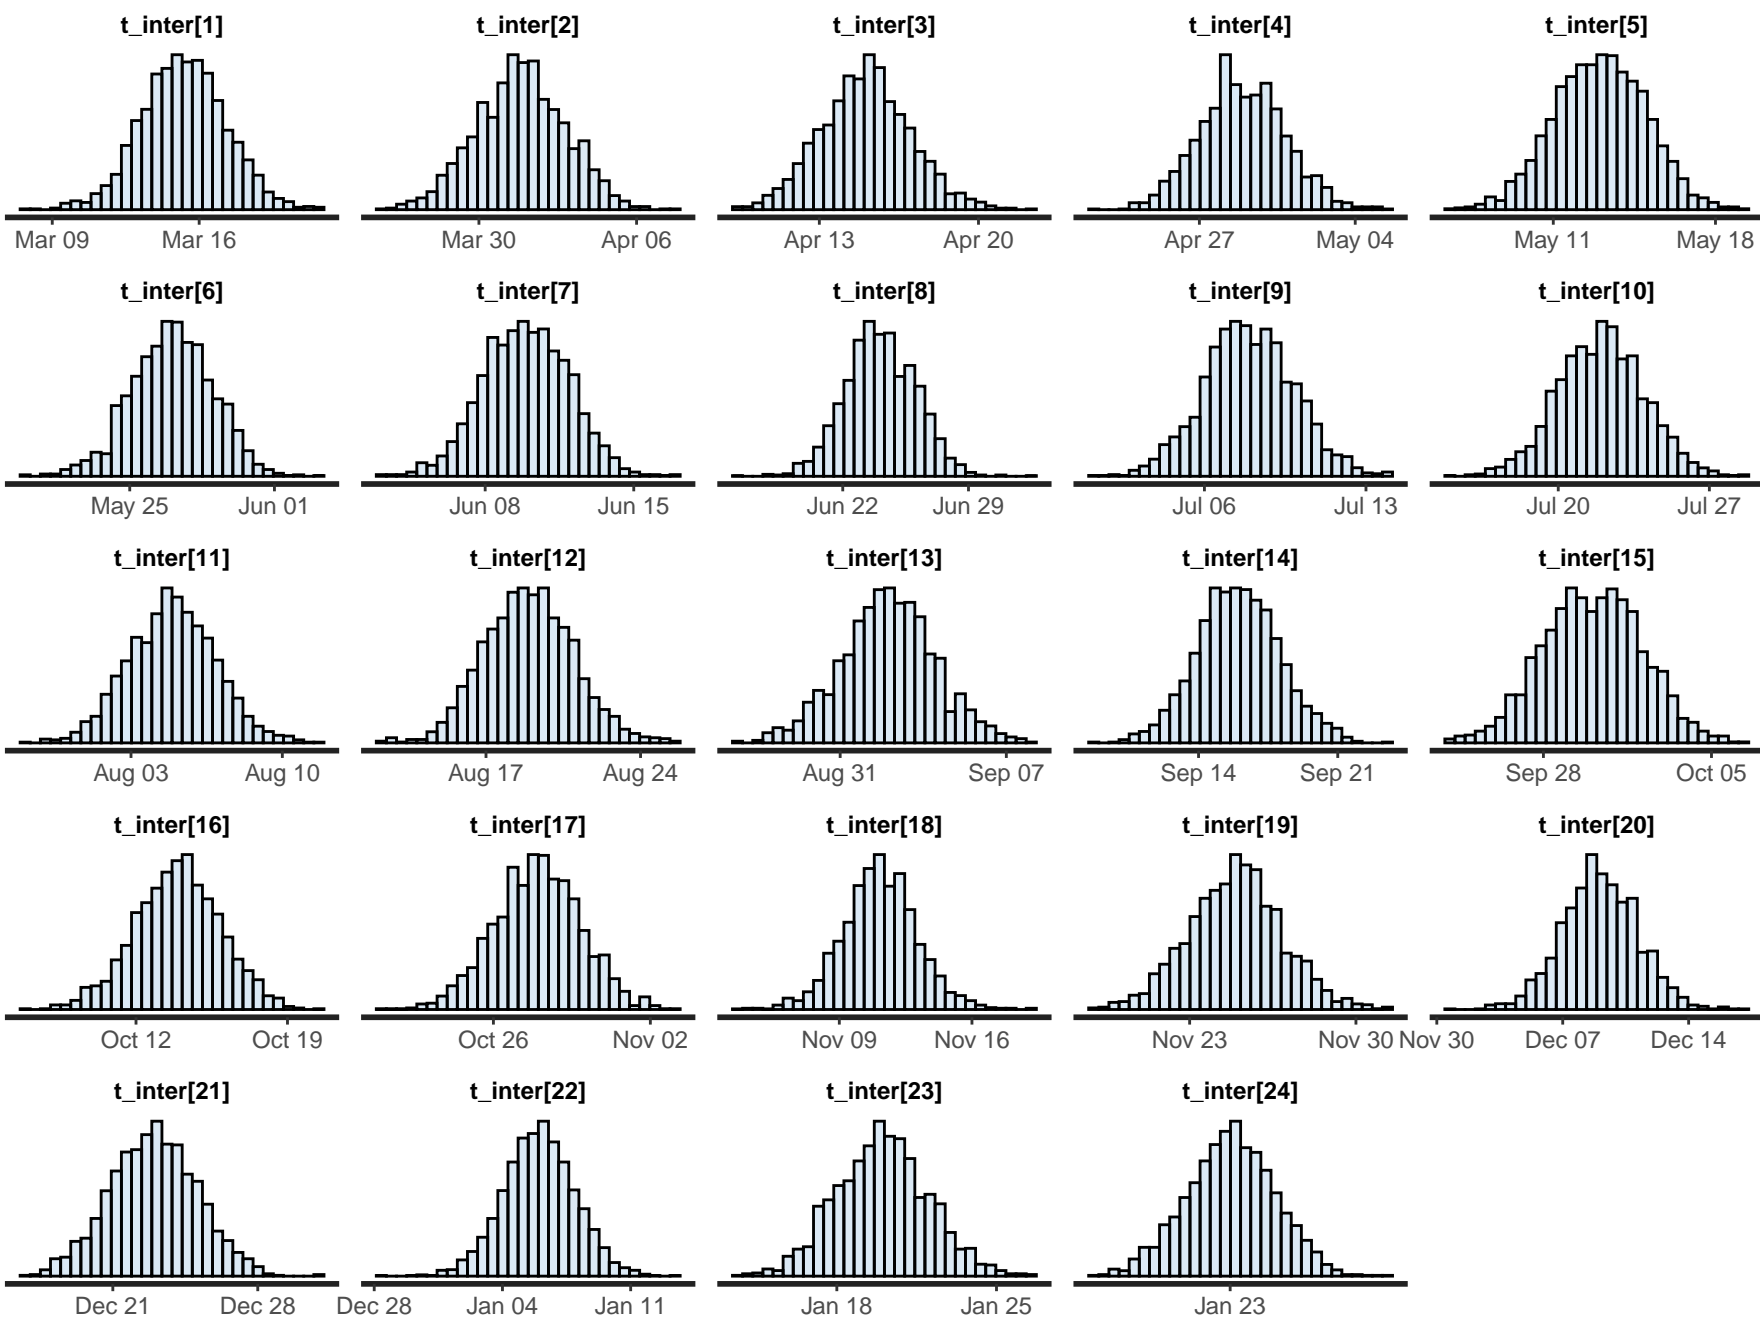 t_inter[1] t_inter[2] t_inter[3] t_inter[4] t_inter[5]
Mar 09 Mar 16 Mar 30 Apr 06 Apr 13 Apr 20 Apr 27 May 04 May 11 May 18
t_inter[6] t_inter[7] t_inter[8] t_inter[9] t_inter[10]
May 25 Jun 01 Jun 08 Jun 15 Jun 22 Jun 29 Jul 06 Jul 13 Jul 20 Jul 27
t_inter[11] t_inter[12] t_inter[13] t_inter[14] t_inter[15]
Aug 03 Aug 10 Aug 17 Aug 24 Aug 31 Sep 07 Sep 14 Sep 21 Sep 28 Oct 05
t_inter[16] t_inter[17] t_inter[18] t_inter[19] t_inter[20]
Oct 12 Oct 19 Oct 26 Nov 02 Nov 09 Nov 16 Nov 23 Nov 30 Nov 30 Dec 07 Dec 14
t_inter[21] t_inter[22] t_inter[23] t_inter[24]
Dec 21 Dec 28 Dec 28 Jan 04 Jan 11 Jan 18 Jan 25 Jan 23